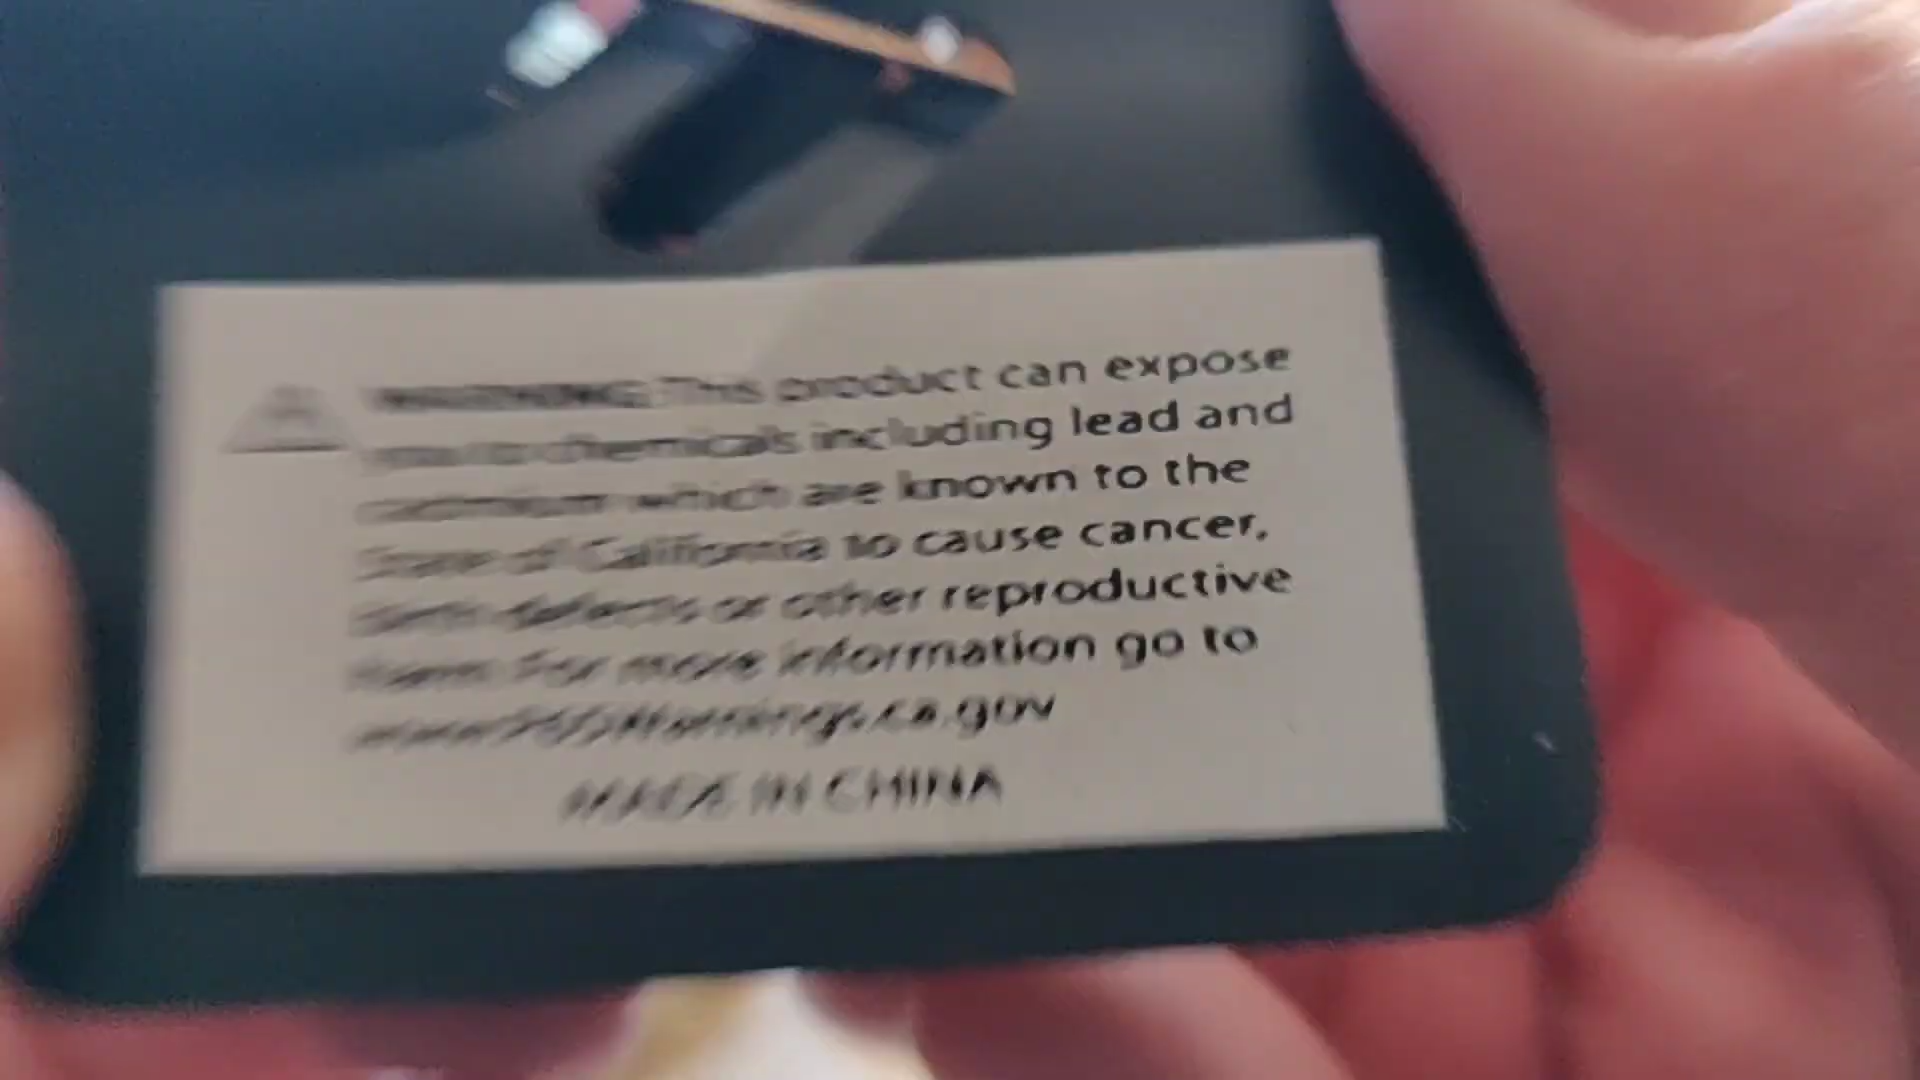 WARNING: This product can expose
you to chemicals including lead and
cadmium which are known to the
State of California to cause cancer,
birth defects or other reproductive
harm. For more information go to
www.P65Warnings.ca.gov
MADE IN CHINA